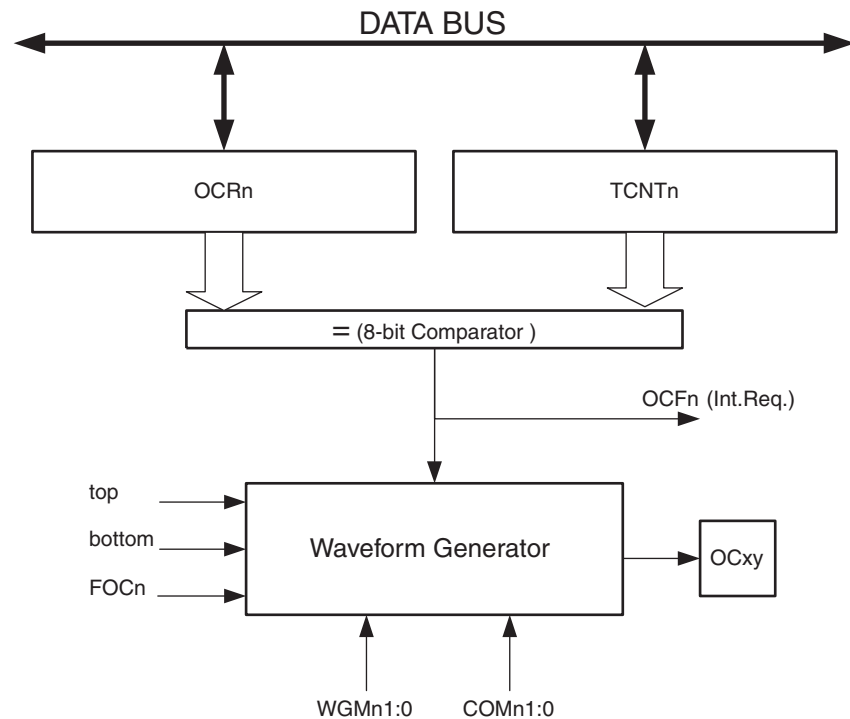 DATA BUS
OCRn
TCNTn
= (8-bit Comparator )
OCFn (Int.Req.)
top
bottom
FOCn
Waveform Generator
OCxy
WGMn1:0
COMn1:0